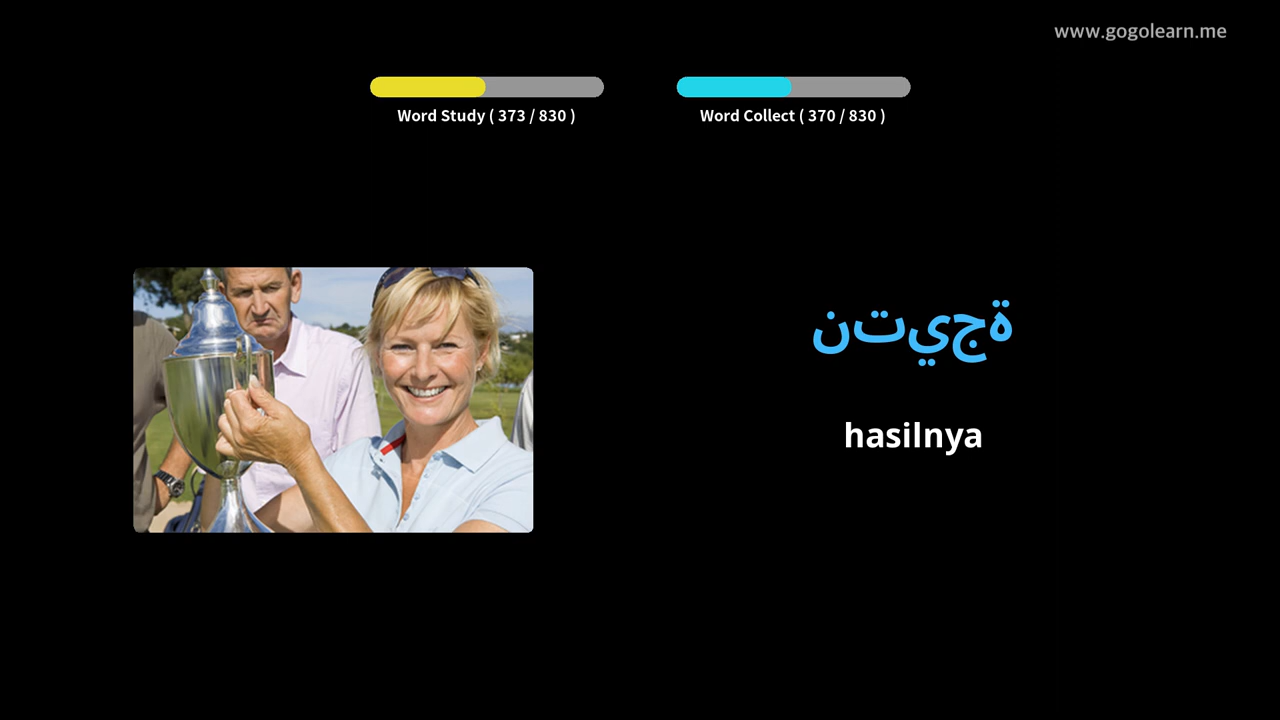 www.gogolearn.me
Word Study ( 373 / 830 )
Word Collect ( 370 / 830 )
نتيجة
hasilnya